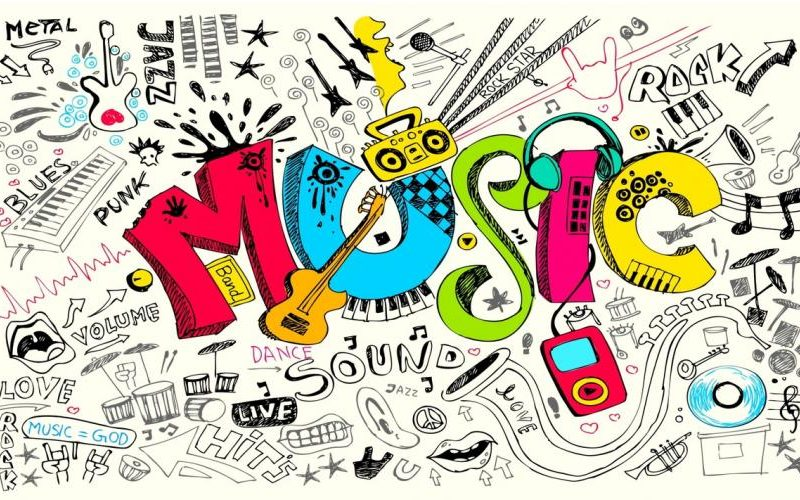 METAL
JAZZ
ROCK STAR
ROCK
BLUES
PUNK
MUSIC
Band
VOLUME
DANCE
SOUND
LOVE
JAZZ
LIVE
LOVE
ROCK
MUSIC = GOD
HITS